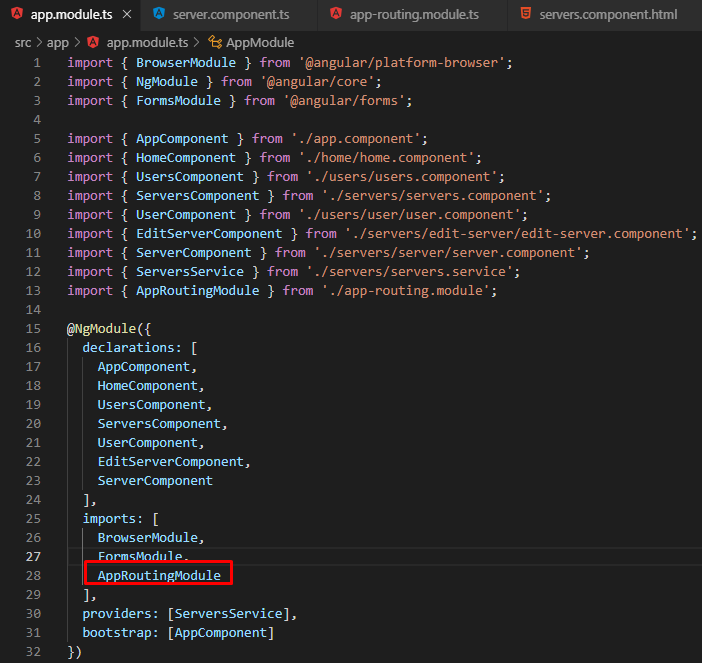 app.module.ts server.component.ts app-routing.module.ts servers.component.html
src > app > app.module.ts > AppModule
1 import { BrowserModule } from '@angular/platform-browser';
2 import { NgModule } from '@angular/core';
3 import { FormsModule } from '@angular/forms';
4
5 import { AppComponent } from './app.component';
6 import { HomeComponent } from './home/home.component';
7 import { UsersComponent } from './users/users.component';
8 import { ServersComponent } from './servers/servers.component';
9 import { UserComponent } from './users/user/user.component';
10 import { EditServerComponent } from './servers/edit-server/edit-server.component';
11 import { ServerComponent } from './servers/server/server.component';
12 import { ServersService } from './servers/servers.service';
13 import { AppRoutingModule } from './app-routing.module';
14
15 @NgModule({
16 declarations: [
17 AppComponent,
18 HomeComponent,
19 UsersComponent,
20 ServersComponent,
21 UserComponent,
22 EditServerComponent,
23 ServerComponent
24 ],
25 imports: [
26 BrowserModule,
27 FormsModule,
28 AppRoutingModule
29 ],
30 providers: [ServersService],
31 bootstrap: [AppComponent]
32 })